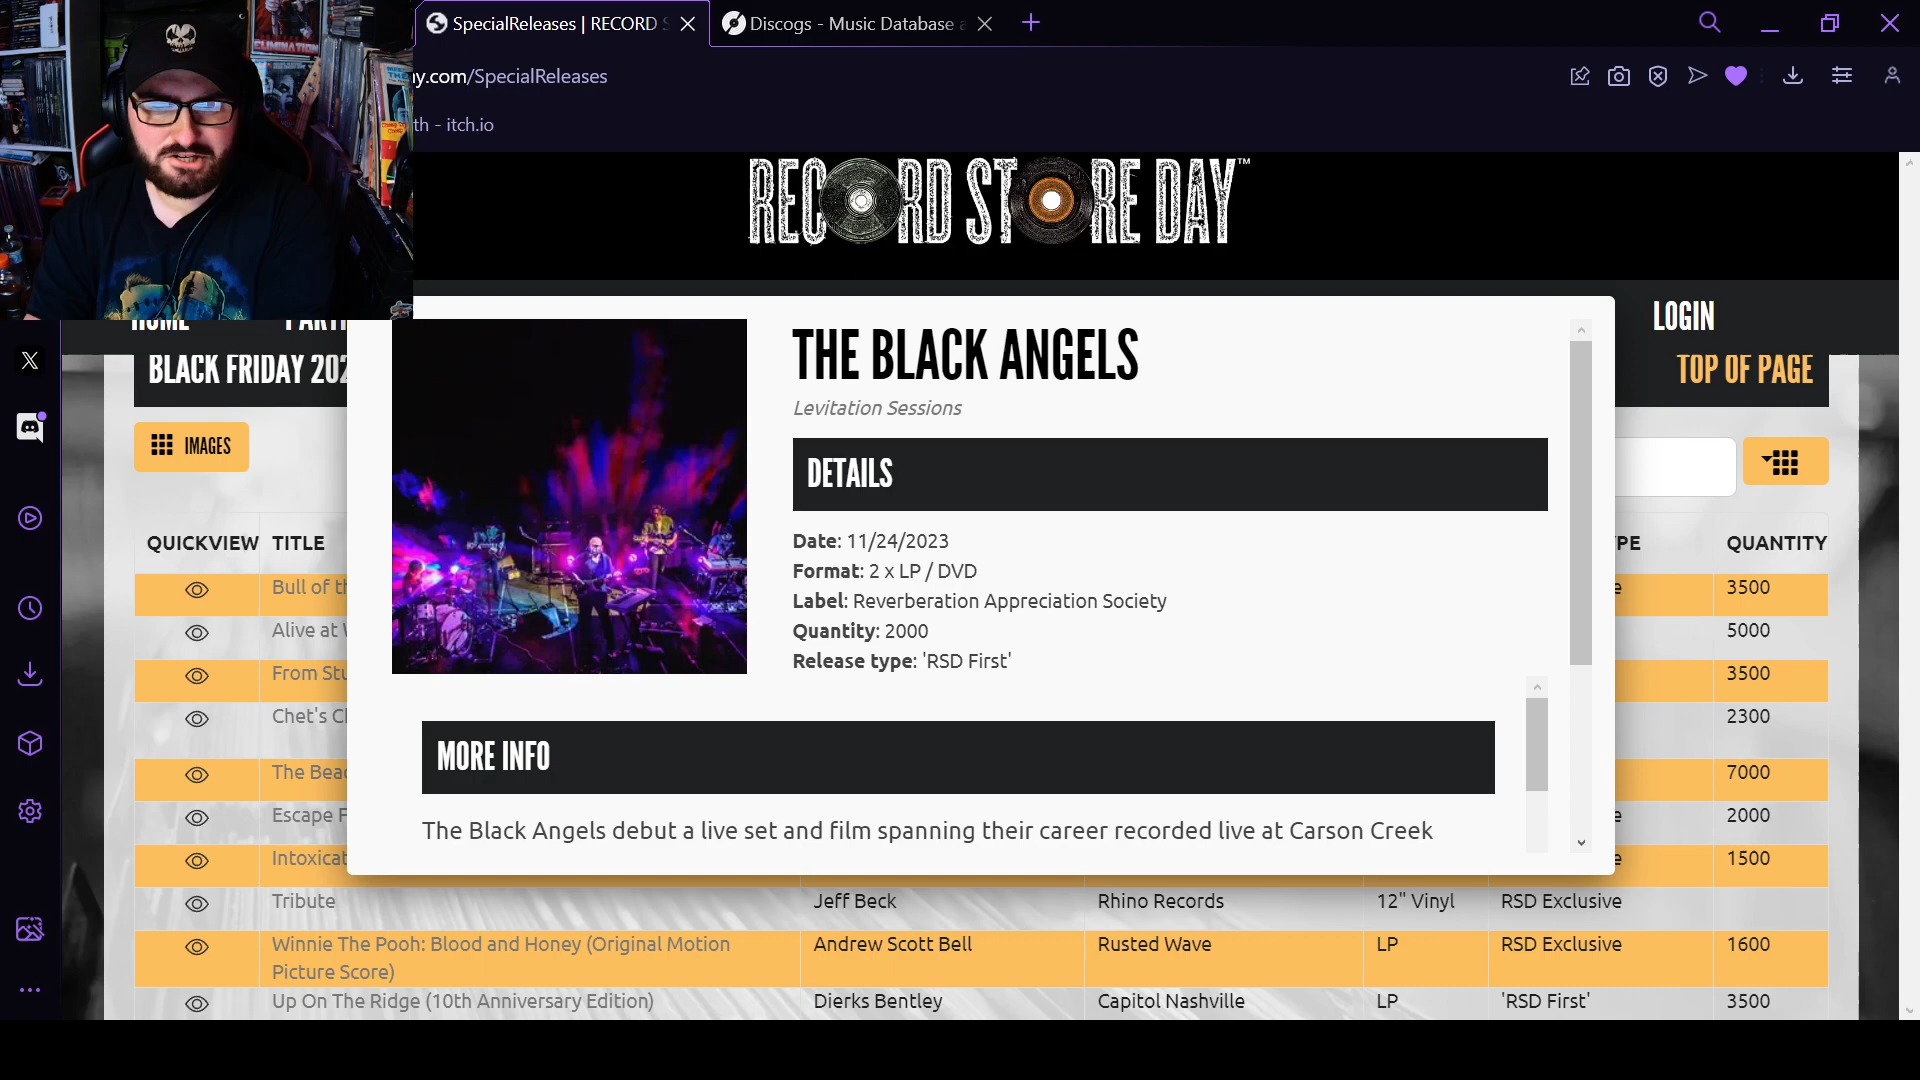 SpecialReleases | RECORD S
Discogs - Music Database a
y.com/SpecialReleases
th - itch.io
RECORD STORE DAY™
HOME
LOGIN
BLACK FRIDAY 202
TOP OF PAGE
IMAGES
THE BLACK ANGELS
Levitation Sessions
DETAILS
Date: 11/24/2023
Format: 2 x LP / DVD
Label: Reverberation Appreciation Society
Quantity: 2000
Release type: 'RSD First'
MORE INFO
The Black Angels debut a live set and film spanning their career recorded live at Carson Creek
QUICKVIEW TITLE PE QUANTITY
Bull of th e 3500
Alive at 5000
From Stu 3500
Chet's C 2300
The Bea 7000
Escape F e 2000
Intoxicat e 1500
Tribute Jeff Beck Rhino Records 12" Vinyl RSD Exclusive
Winnie The Pooh: Blood and Honey (Original Motion Andrew Scott Bell Rusted Wave LP RSD Exclusive 1600
Picture Score)
Up On The Ridge (10th Anniversary Edition) Dierks Bentley Capitol Nashville LP 'RSD First' 3500